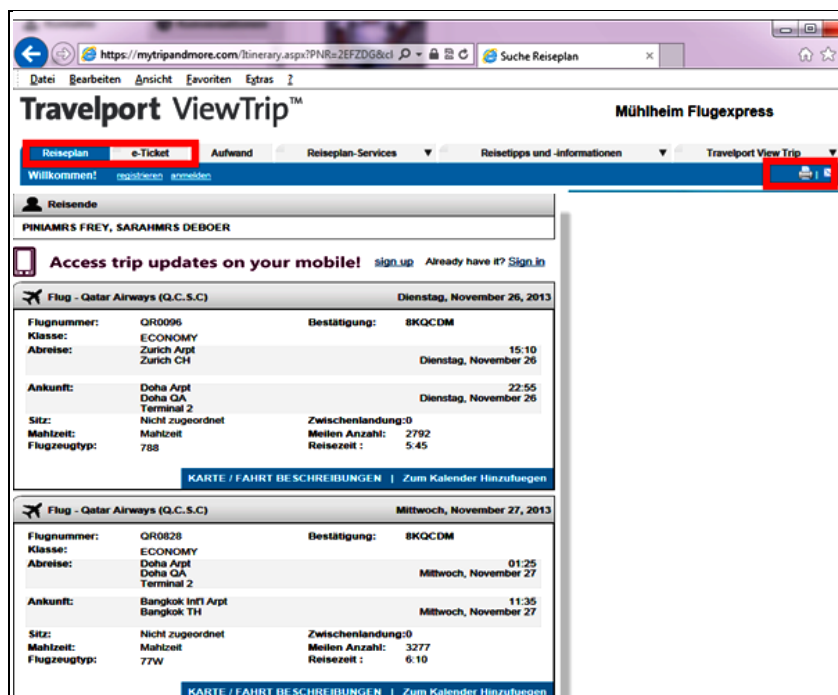 https://mytripandmore.com/Itinerary.aspx?PNR=2EFZDG&cl
Suche Reiseplan
Datei Bearbeiten Ansicht Favoriten Extras ?
Travelport ViewTrip™
Mühlheim Flugexpress
Reiseplan e-Ticket Aufwand Reiseplan-Services Reisetipps und -informationen Travelport View Trip
Willkommen! registrieren anmelden
Reisende
PINIAMRS FREY, SARAHMRS DEBOER
Access trip updates on your mobile! sign up Already have it? Sign in
Flug - Qatar Airways (Q.C.S.C) Dienstag, November 26, 2013
Flugnummer: QR0096 Bestätigung: 8KQCDM
Klasse: ECONOMY
Abreise: Zurich Arpt 15:10
Zurich CH Dienstag, November 26
Ankunft: Doha Arpt 22:55
Doha QA Dienstag, November 26
Terminal 2
Sitz: Nicht zugeordnet Zwischenlandung:0
Mahlzeit: Mahlzeit Meilen Anzahl: 2792
Flugzeugtyp: 788 Reisezeit : 5:45
KARTE / FAHRT BESCHREIBUNGEN | Zum Kalender Hinzufuegen
Flug - Qatar Airways (Q.C.S.C) Mittwoch, November 27, 2013
Flugnummer: QR0828 Bestätigung: 8KQCDM
Klasse: ECONOMY
Abreise: Doha Arpt 01:25
Doha QA Mittwoch, November 27
Terminal 2
Ankunft: Bangkok Int'l Arpt 11:35
Bangkok TH Mittwoch, November 27
Sitz: Nicht zugeordnet Zwischenlandung:0
Mahlzeit: Mahlzeit Meilen Anzahl: 3277
Flugzeugtyp: 77W Reisezeit : 6:10
KARTE / FAHRT BESCHREIBUNGEN | Zum Kalender Hinzufuegen